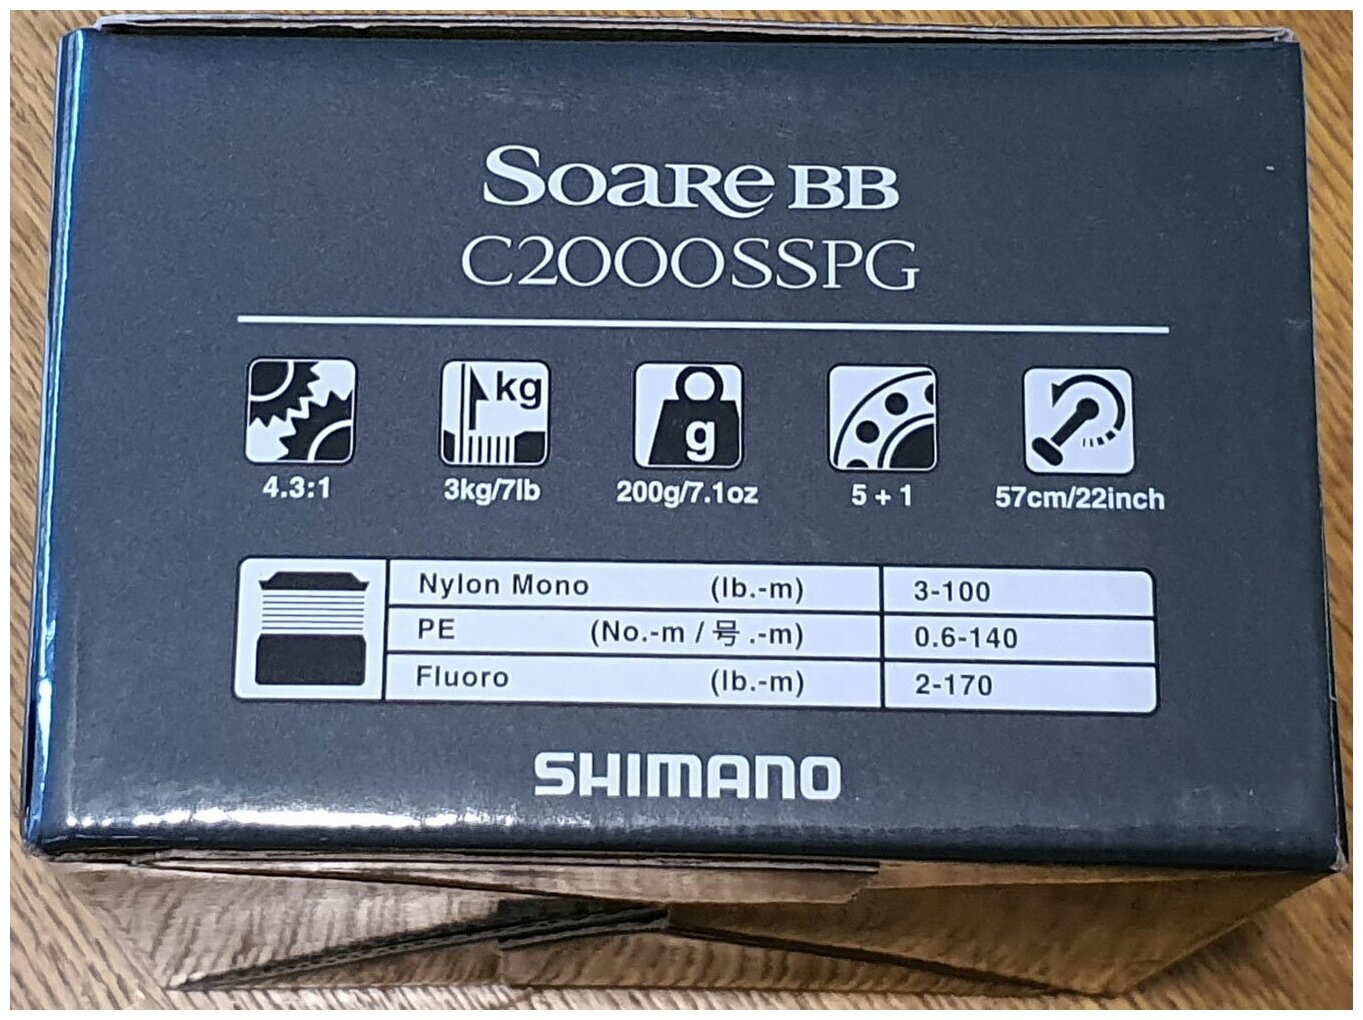 Soare BB
C2000SSPG
kg
g
4.3:1 3kg/7lb 200g/7.1oz 5 + 1 57cm/22inch
Nylon Mono (lb.-m) 3-100
PE (No.-m / 号 .-m) 0.6-140
Fluoro (lb.-m) 2-170
SHIMANO